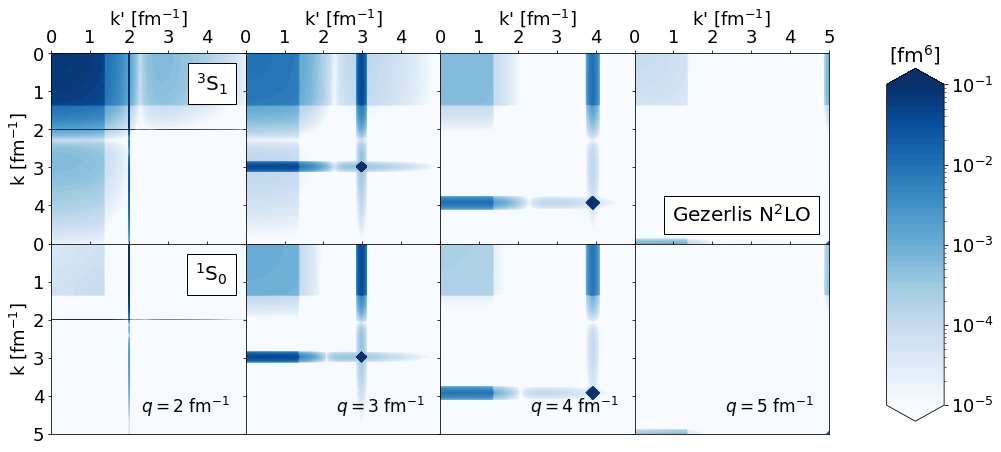 k' [fm⁻¹] k' [fm⁻¹] k' [fm⁻¹] k' [fm⁻¹]
0 1 2 3 4 0 1 2 3 4 0 1 2 3 4 0 1 2 3 4 5
[fm⁶]
k [fm⁻¹]
0
1
2
3
4
³S₁
Gezerlis N²LO
k [fm⁻¹]
0
1
2
3
4
5
¹S₀
q = 2 fm⁻¹ q = 3 fm⁻¹ q = 4 fm⁻¹ q = 5 fm⁻¹
10⁻¹
10⁻²
10⁻³
10⁻⁴
10⁻⁵